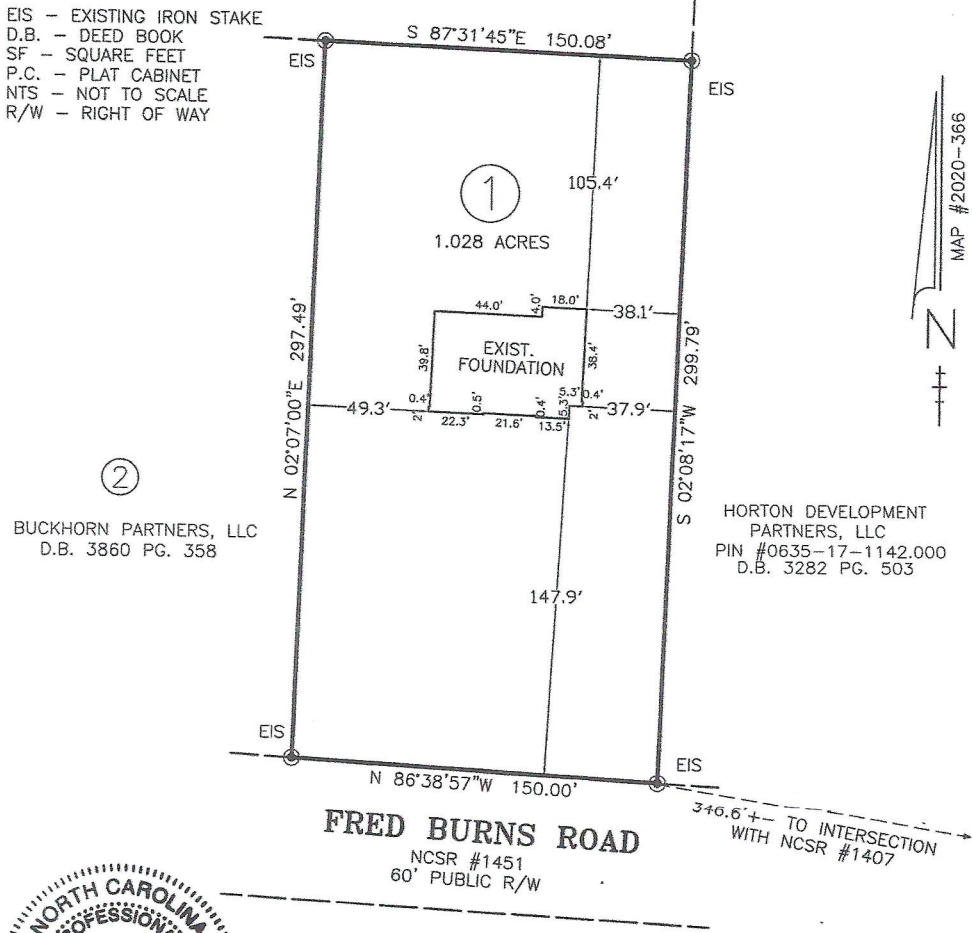 EIS – EXISTING IRON STAKE
D.B. – DEED BOOK
SF – SQUARE FEET
P.C. – PLAT CABINET
NTS – NOT TO SCALE
R/W – RIGHT OF WAY
S 87°31'45"E 150.08'
EIS
EIS
MAP #2020-366
N
1
1.028 ACRES
105.4'
44.0'
4.0'
18.0'
38.1'
EXIST.
FOUNDATION
39.8'
38.4'
N 02°07'00"E 297.49'
S 02°08'17"W 299.79'
49.3'
0.4'
2'
22.3'
0.5'
21.6'
0.4'
13.5'
5.3'
5.3'
0.4'
2'
37.9'
2
BUCKHORN PARTNERS, LLC
D.B. 3860 PG. 358
HORTON DEVELOPMENT
PARTNERS, LLC
PIN #0635-17-1142.000
D.B. 3282 PG. 503
147.9'
EIS
EIS
N 86°38'57"W 150.00'
346.6'+- TO INTERSECTION
WITH NCSR #1407
FRED BURNS ROAD
NCSR #1451
60' PUBLIC R/W
NORTH CAROLINA